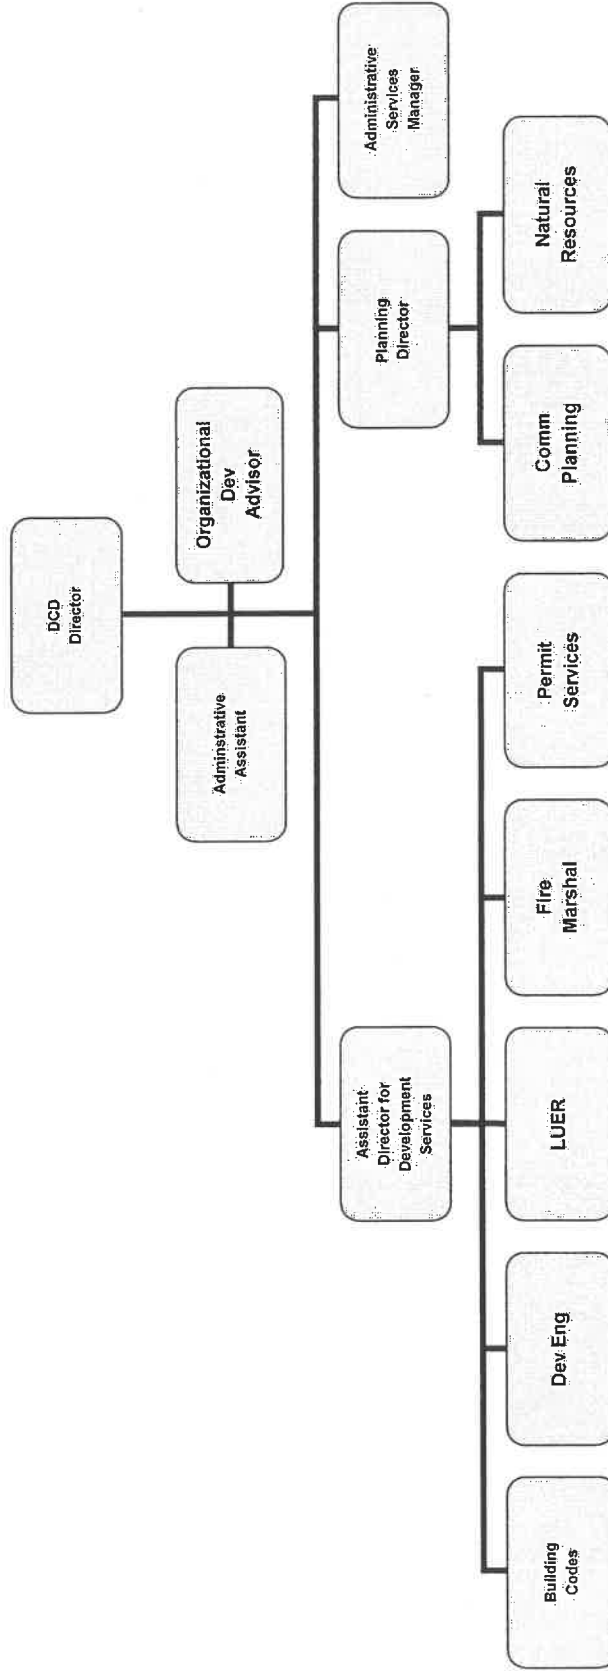 DCD
Director
Adminstrative
Assistant
Organizational
Dev
Advisor
Assistant
Director for
Development
Services
Planning
Director
Administrative
Services
Manager
Building
Codes
Dev Eng
LUER
Fire
Marshal
Permit
Services
Comm
Planning
Natural
Resources